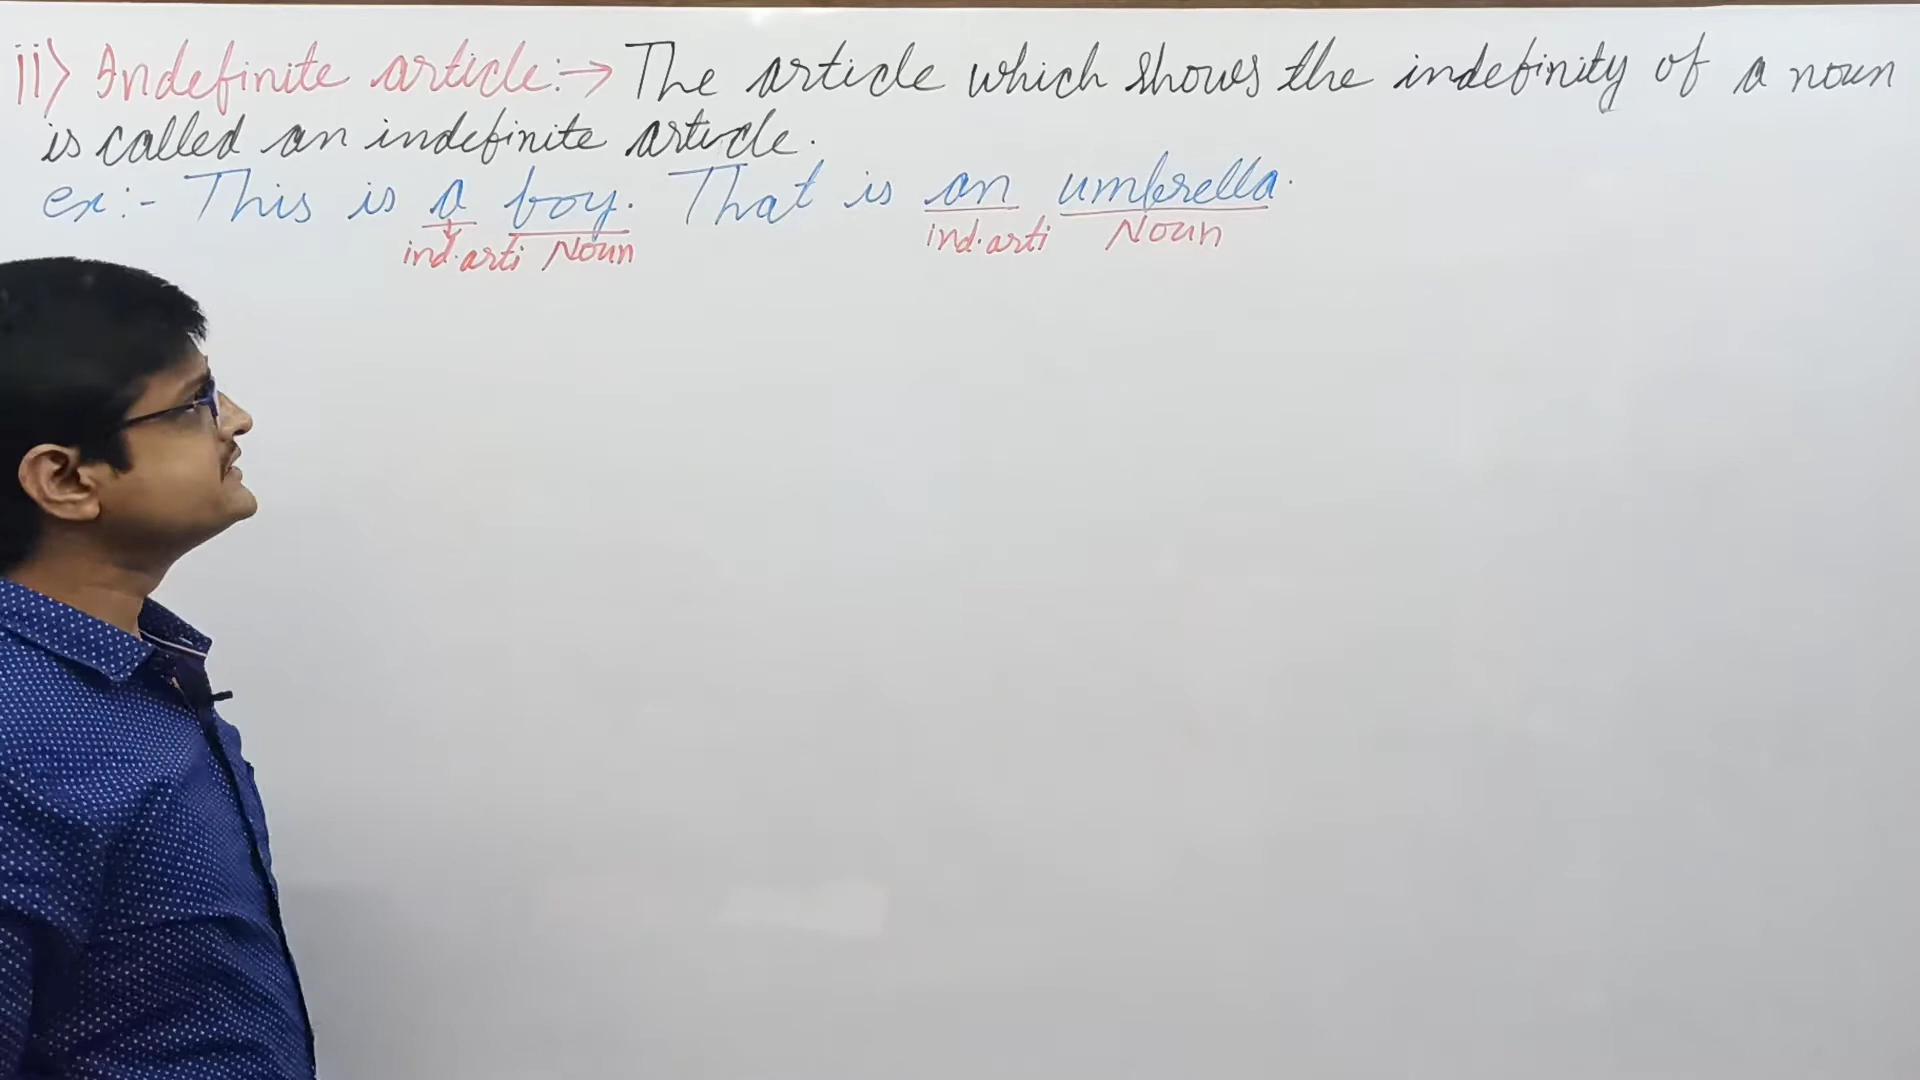 ii) Indefinite article:→ The article which shows the indefinity of a noun
is called an indefinite article.
ex:- This is a boy. That is an umbrella.
ind.arti Noun ind.arti Noun